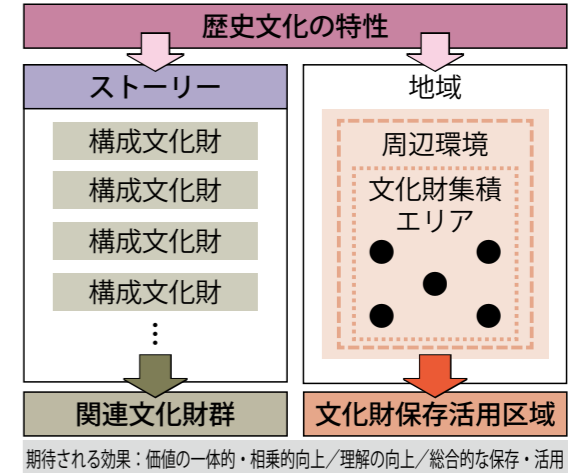 歴史文化の特性
ストーリー
構成文化財
構成文化財
構成文化財
構成文化財
⋮
関連文化財群
地域
周辺環境
文化財集積
エリア
文化財保存活用区域
期待される効果：価値の一体的・相乗的向上／理解の向上／総合的な保存・活用